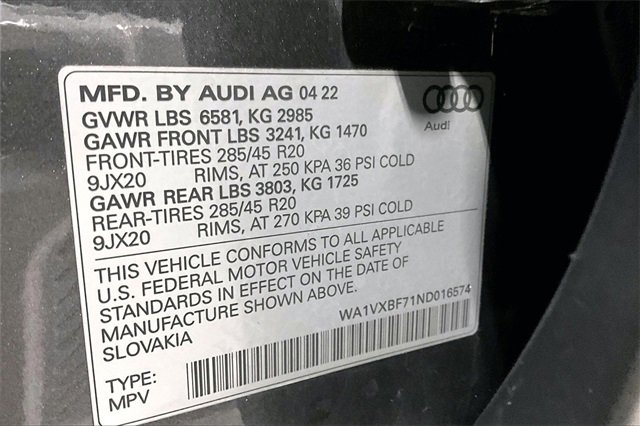 MFD. BY AUDI AG 04 22
GVWR LBS 6581, KG 2985
GAWR FRONT LBS 3241, KG 1470
FRONT-TIRES 285/45 R20
9JX20 RIMS, AT 250 KPA 36 PSI COLD
GAWR REAR LBS 3803, KG 1725
REAR-TIRES 285/45 R20
9JX20 RIMS, AT 270 KPA 39 PSI COLD
Audi
THIS VEHICLE CONFORMS TO ALL APPLICABLE
U.S. FEDERAL MOTOR VEHICLE SAFETY
STANDARDS IN EFFECT ON THE DATE OF
MANUFACTURE SHOWN ABOVE.
SLOVAKIA
WA1VXBF71ND016574
TYPE:
MPV